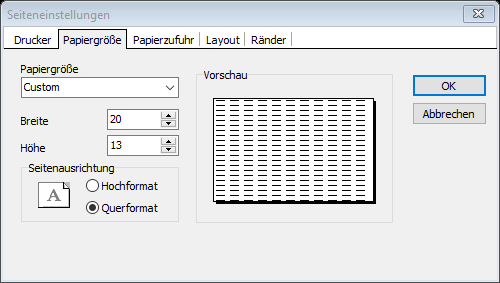 Seiteneinstellungen
Drucker Papiergröße Papierzufuhr Layout Ränder
Papiergröße
Custom
Breite 20
Höhe 13
Seitenausrichtung
A
Hochformat
Querformat
Vorschau
OK
Abbrechen